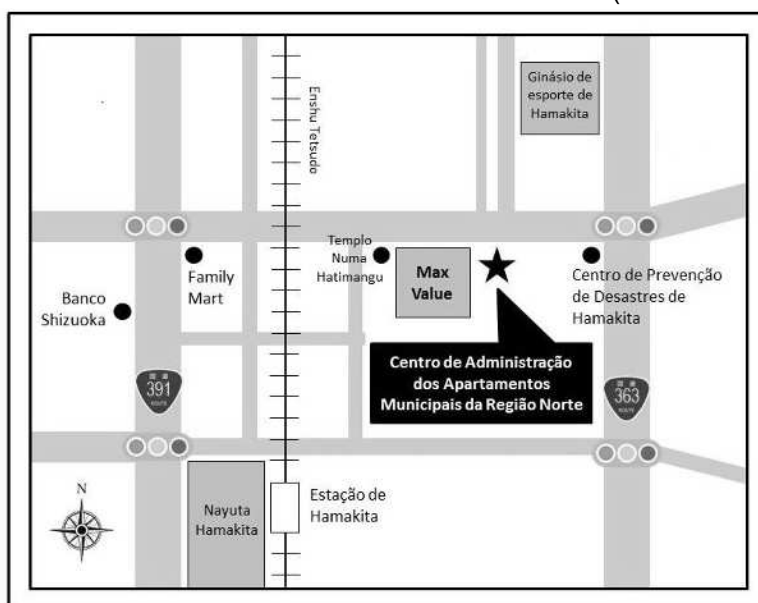 (
Ginásio de
esporte de
Hamakita
Enshu Tetsudo
Templo
Numa
Hatimangu
Family
Mart
Max
Value
Centro de Prevenção
de Desastres de
Hamakita
Banco
Shizuoka
Centro de Administração
dos Apartamentos
Municipais da Região Norte
391
ROUTE
363
ROUTE
N
Nayuta
Hamakita
Estação de
Hamakita